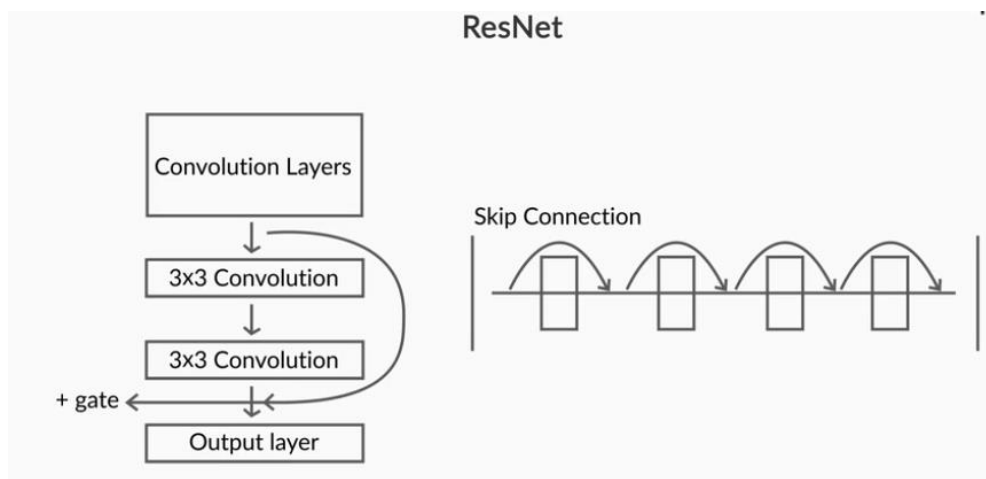 ResNet
Convolution Layers
3x3 Convolution
3x3 Convolution
+ gate
Output layer
Skip Connection